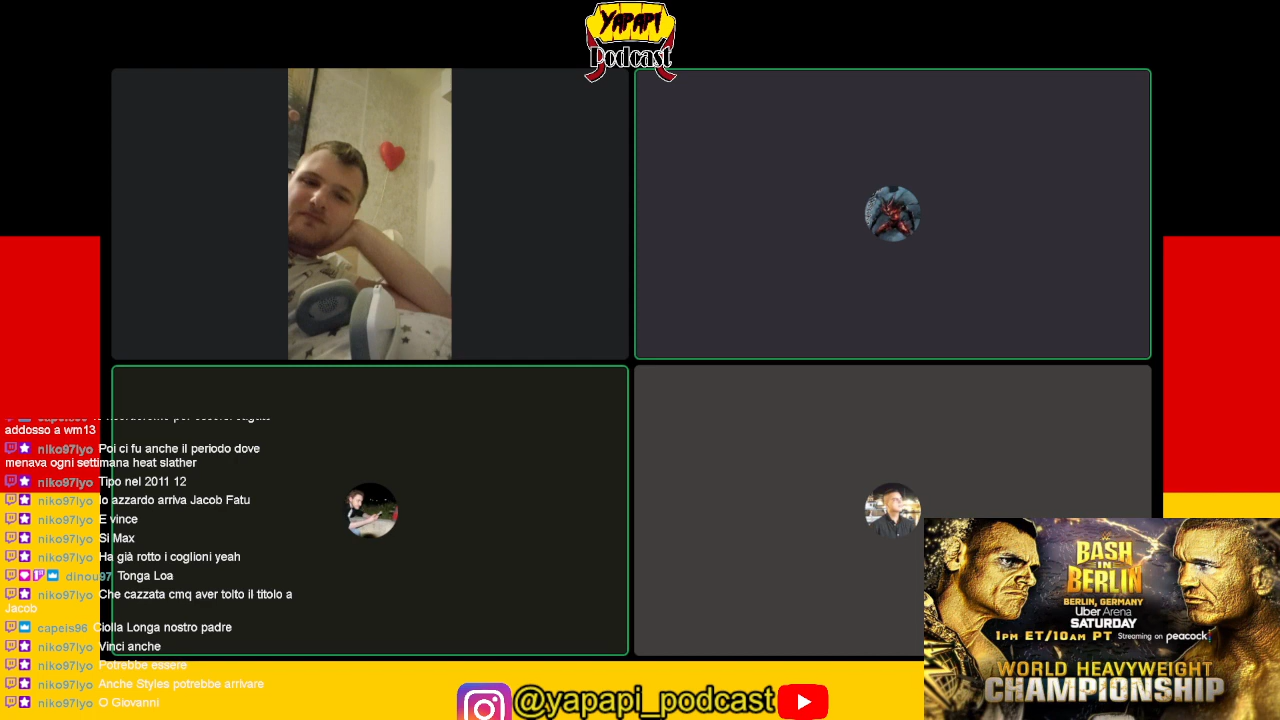 YAPAPI
Podcast
addosso a wm13
niko97lyo Poi ci fu anche il periodo dove
menava ogni settimana heat slather
niko97lyo Tipo nel 2011 12
niko97lyo Io azzardo arriva Jacob Fatu
niko97lyo E vince
niko97lyo Si Max
niko97lyo Ha già rotto i coglioni yeah
dinou97 Tonga Loa
niko97lyo Che cazzata cmq aver tolto il titolo a
Jacob
capeis96 Giolla Longa nostro padre
niko97lyo Vinci anche
niko97lyo Potrebbe essere
niko97lyo Anche Styles potrebbe arrivare
niko97lyo O Giovanni
BASH
IN
BERLIN
BERLIN, GERMANY
Uber Arena
SATURDAY
1PM ET/10AM PT Streaming on peacock
WORLD HEAVYWEIGHT
CHAMPIONSHIP
@yapapi_podcast